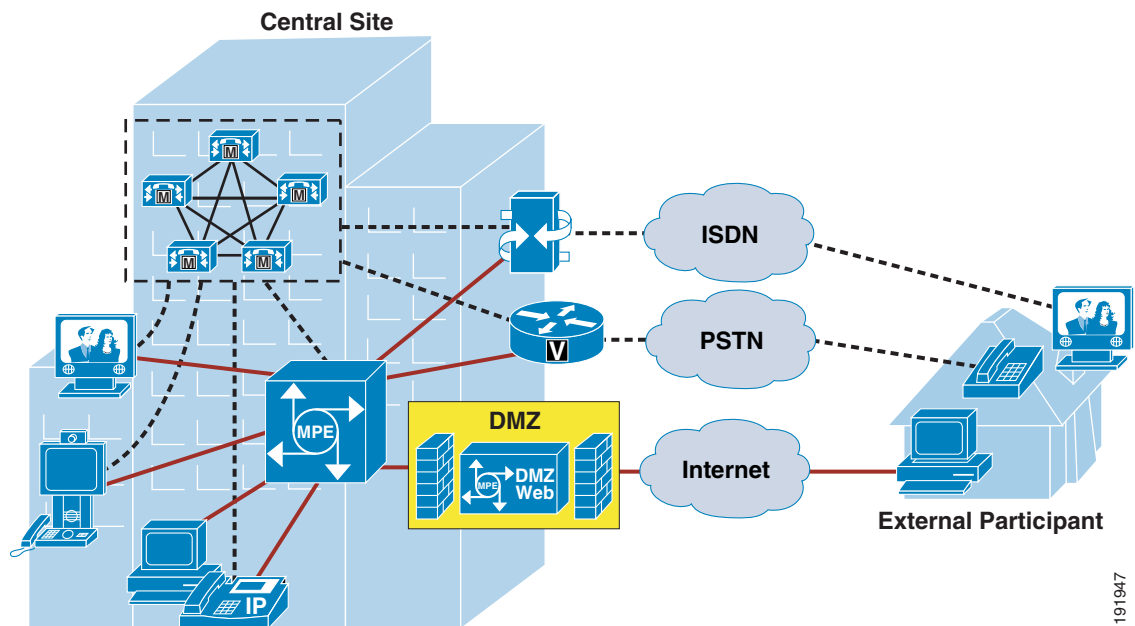 Central Site
M
M
M
M
M
ISDN
PSTN
V
MPE
DMZ
MPE
DMZ
Web
Internet
IP
External Participant
191947